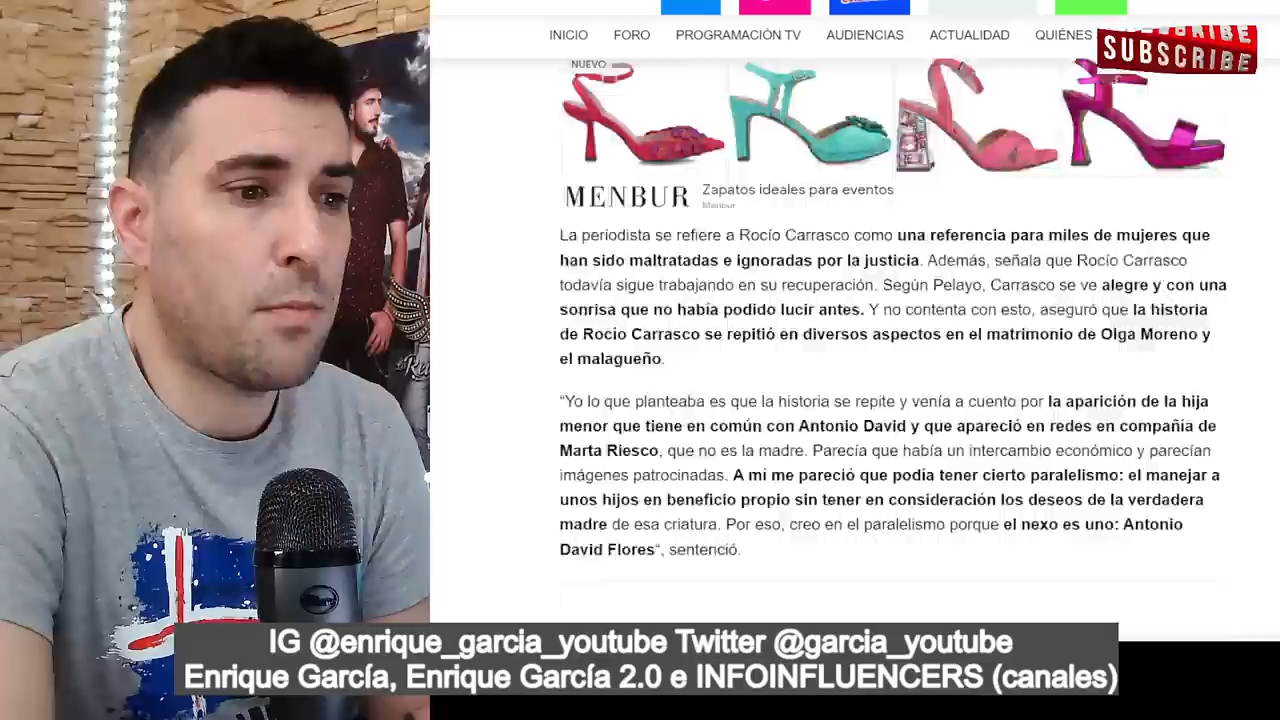 INICIO FORO PROGRAMACIÓN TV AUDIENCIAS ACTUALIDAD QUIÉNES
SUBSCRIBE
NUEVO
MENBUR
Zapatos ideales para eventos
Menbur
La periodista se refiere a Rocío Carrasco como una referencia para miles de mujeres que
han sido maltratadas e ignoradas por la justicia. Además, señala que Rocío Carrasco
todavía sigue trabajando en su recuperación. Según Pelayo, Carrasco se ve alegre y con una
sonrisa que no había podido lucir antes. Y no contenta con esto, aseguró que la historia
de Rocío Carrasco se repitió en diversos aspectos en el matrimonio de Olga Moreno y
el malagueño.
“Yo lo que planteaba es que la historia se repite y venía a cuento por la aparición de la hija
menor que tiene en común con Antonio David y que apareció en redes en compañía de
Marta Riesco, que no es la madre. Parecía que había un intercambio económico y parecían
imágenes patrocinadas. A mí me pareció que podía tener cierto paralelismo: el manejar a
unos hijos en beneficio propio sin tener en consideración los deseos de la verdadera
madre de esa criatura. Por eso, creo en el paralelismo porque el nexo es uno: Antonio
David Flores“, sentenció.
IG @enrique_garcia_youtube Twitter @garcia_youtube
Enrique García, Enrique García 2.0 e INFOINFLUENCERS (canales)